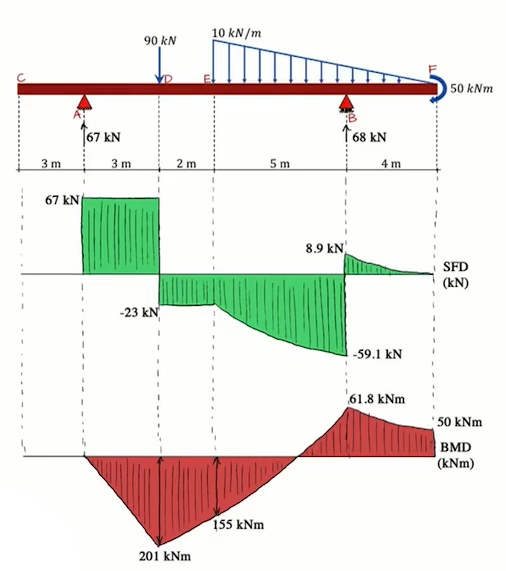 90 kN
10 kN/m
C
D
E
F
50 kNm
A
B
67 kN
68 kN
3 m
3 m
2 m
5 m
4 m
67 kN
8.9 kN
SFD
(kN)
-23 kN
-59.1 kN
61.8 kNm
50 kNm
BMD
(kNm)
155 kNm
201 kNm